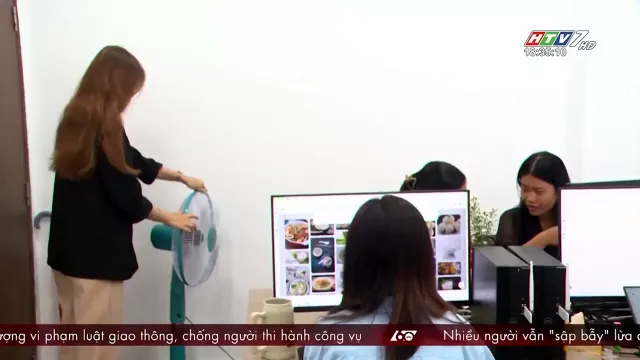 HTV7 HD
18:35:10
ượng vi phạm luật giao thông, chống người thi hành công vụ
Nhiều người vẫn "sập bẫy" lừa